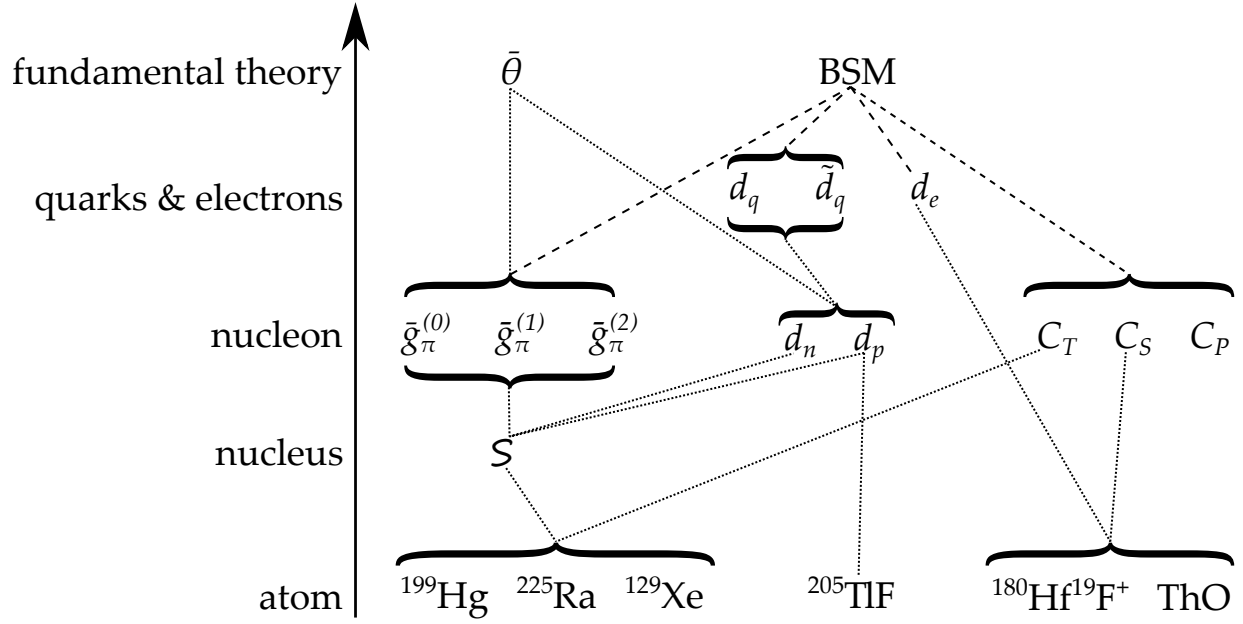 fundamental theory θ̄ BSM
quarks & electrons d_q d̃_q d_e
nucleon ḡ_π^(0) ḡ_π^(1) ḡ_π^(2) d_n d_p C_T C_S C_P
nucleus S
atom ¹⁹⁹Hg ²²⁵Ra ¹²⁹Xe ²⁰⁵TlF ¹⁸⁰Hf¹⁹F⁺ ThO